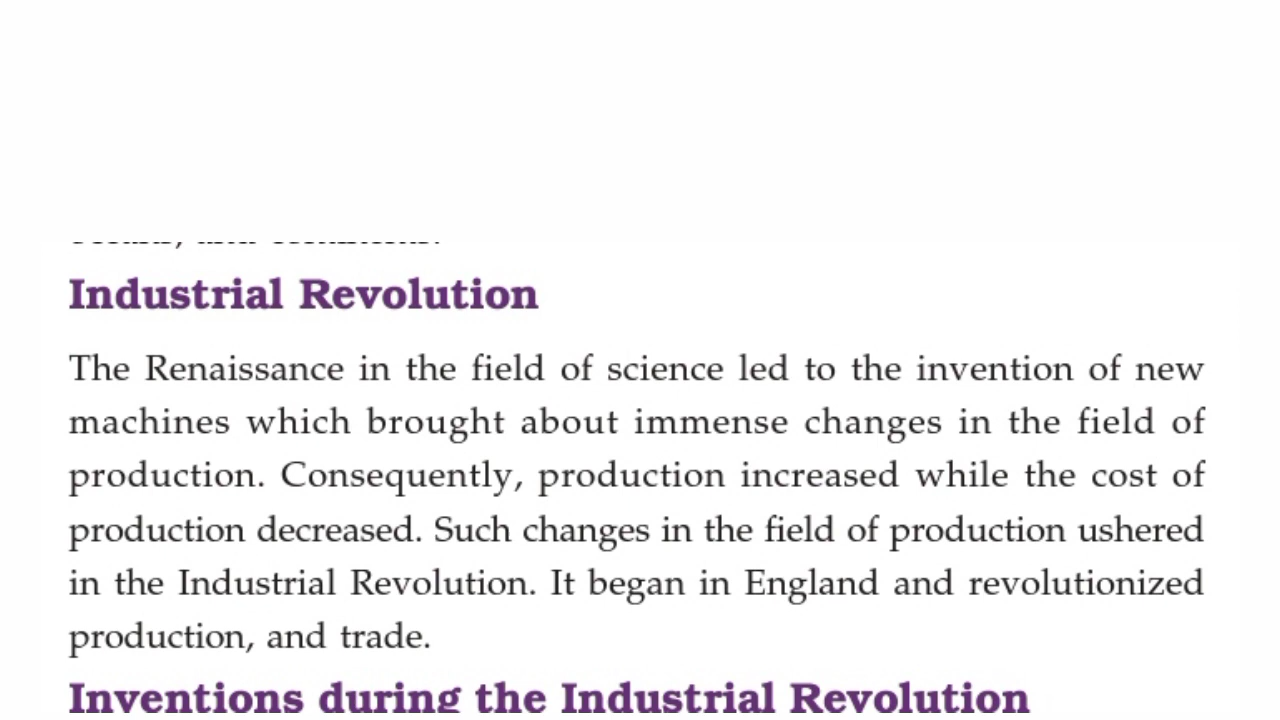 Industrial Revolution
The Renaissance in the field of science led to the invention of new
machines which brought about immense changes in the field of
production. Consequently, production increased while the cost of
production decreased. Such changes in the field of production ushered
in the Industrial Revolution. It began in England and revolutionized
production, and trade.
Inventions during the Industrial Revolution